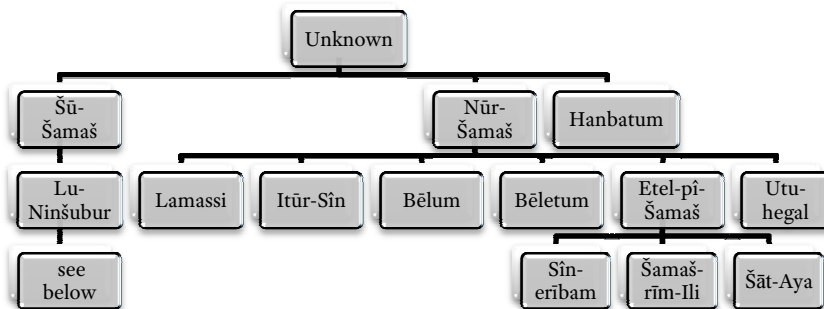 Unknown
Šū-
Šamaš
Nūr-
Šamaš
Hanbatum
Lu-
Ninšubur
Lamassi
Itūr-Sîn
Bēlum
Bēletum
Etel-pî-
Šamaš
Utu-
hegal
see
below
Sîn-
erībam
Šamaš-
rīm-Ili
Šāt-Aya